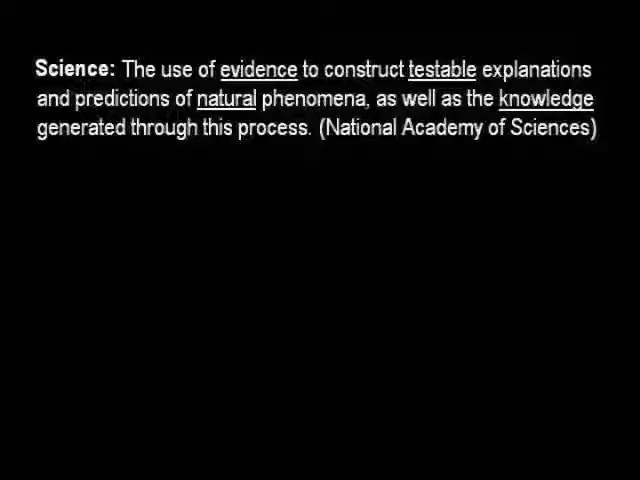 Science: The use of evidence to construct testable explanations
and predictions of natural phenomena, as well as the knowledge
generated through this process. (National Academy of Sciences)